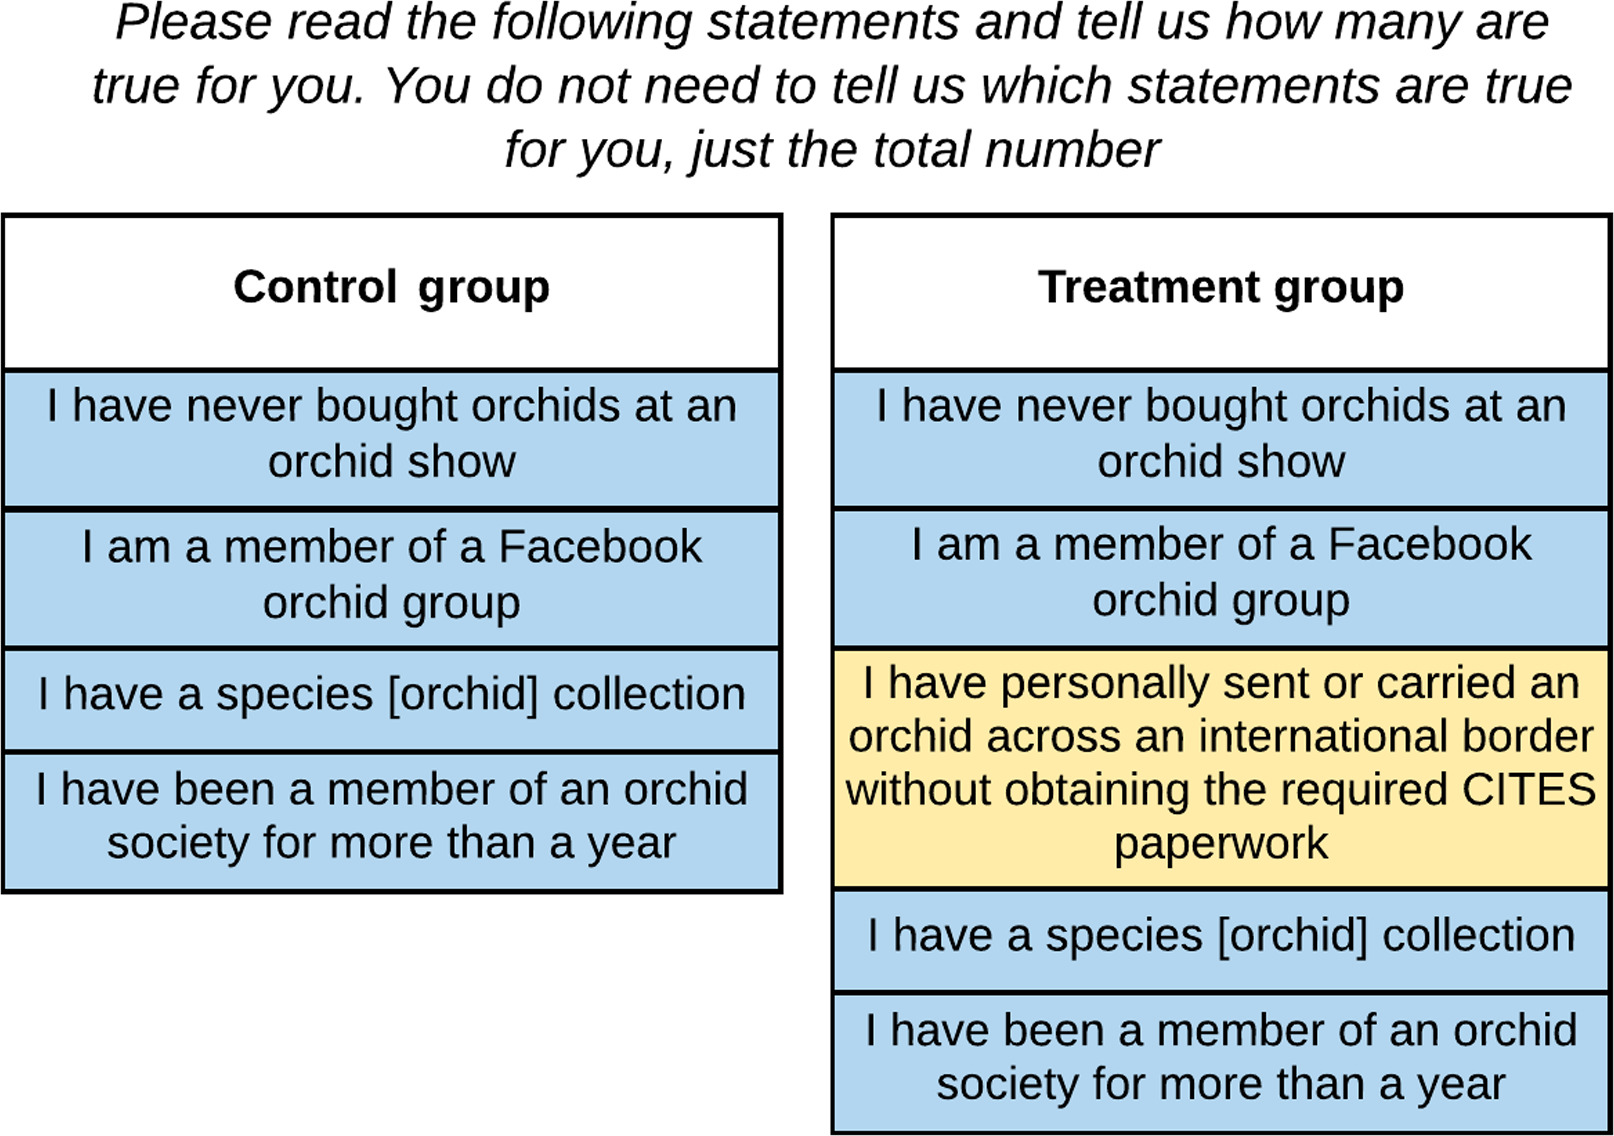 Please read the following statements and tell us how many are
true for you. You do not need to tell us which statements are true
for you, just the total number
Control group
I have never bought orchids at an
orchid show
I am a member of a Facebook
orchid group
I have a species [orchid] collection
I have been a member of an orchid
society for more than a year
Treatment group
I have never bought orchids at an
orchid show
I am a member of a Facebook
orchid group
I have personally sent or carried an
orchid across an international border
without obtaining the required CITES
paperwork
I have a species [orchid] collection
I have been a member of an orchid
society for more than a year